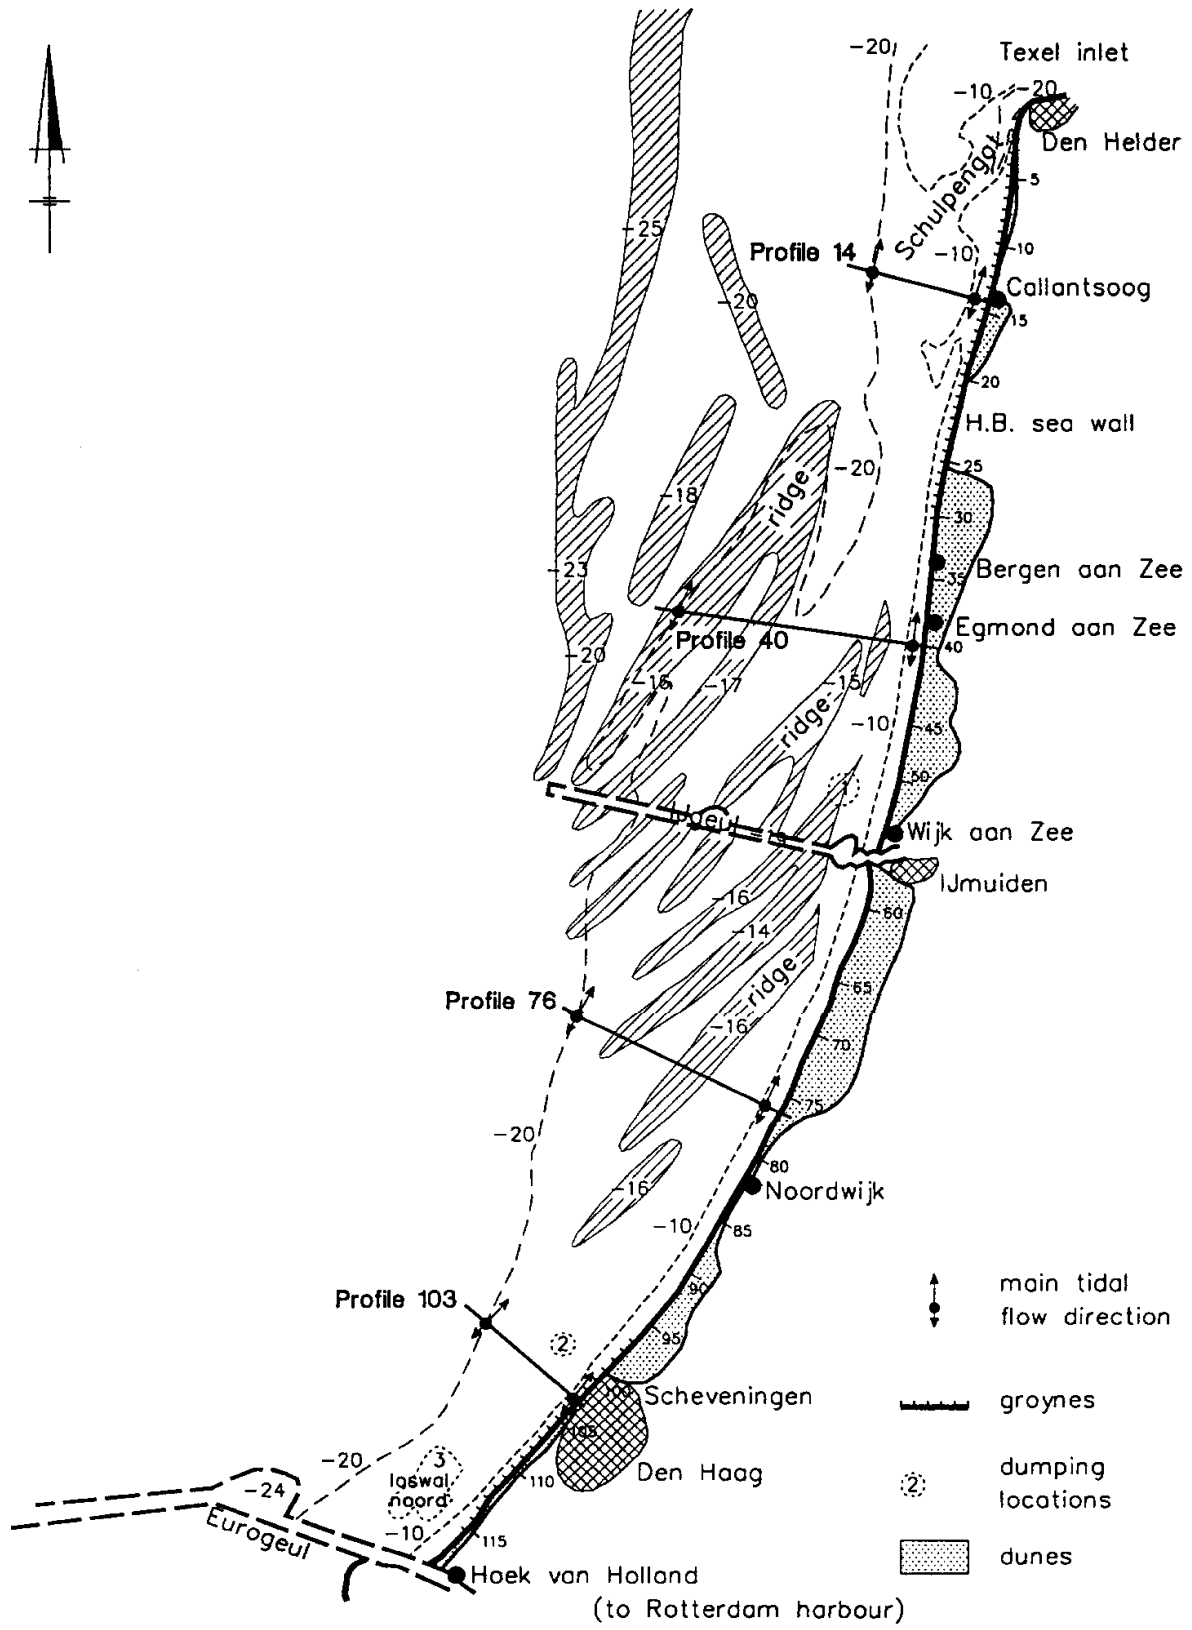 -20
Texel inlet
-10
-20
Den Helder
Schulpengat
5
-25
Profile 14
-10
10
-20
Callantsoog
15
20
H.B. sea wall
-20
25
ridge
-18
30
-23
Bergen aan Zee
35
Egmond aan Zee
Profile 40
40
-20
-16
-17
-15
ridge
-10
45
50
1
IJgeul -19
Wijk aan Zee
IJmuiden
-16
60
-14
ridge
65
Profile 76
-16
70
75
-20
80
-16
Noordwijk
-10
85
main tidal
flow direction
90
Profile 103
95
2
100
Scheveningen
groynes
105
-20
3
loswal
noord
Den Haag
110
dumping
locations
2
-24
Eurogeul
-10
115
dunes
Hoek van Holland
(to Rotterdam harbour)